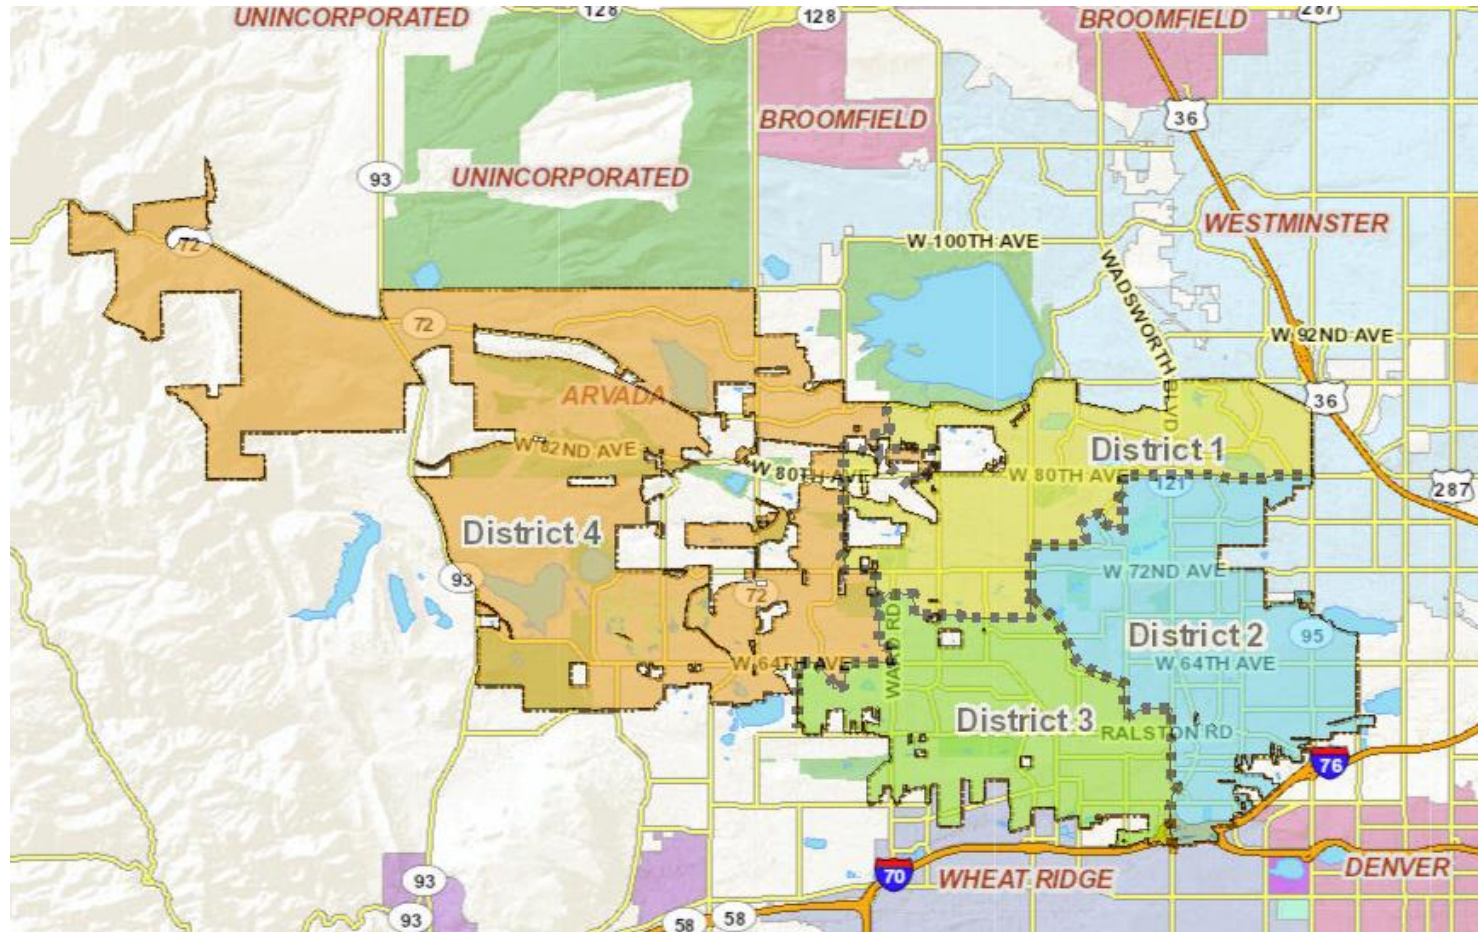 UNINCORPORATED
128
128
BROOMFIELD
287
36
BROOMFIELD
93
UNINCORPORATED
WESTMINSTER
72
W 100TH AVE
WADSWORTH BLVD
72
W 92ND AVE
ARVADA
36
W 82ND AVE
W 80TH AVE
W 80TH AVE
District 1
121
287
District 4
93
72
W 72ND AVE
District 2
95
W 64TH AVE
W 64TH AVE
WARD RD
District 3
RALSTON RD
76
70
WHEAT RIDGE
DENVER
93
93
58
58